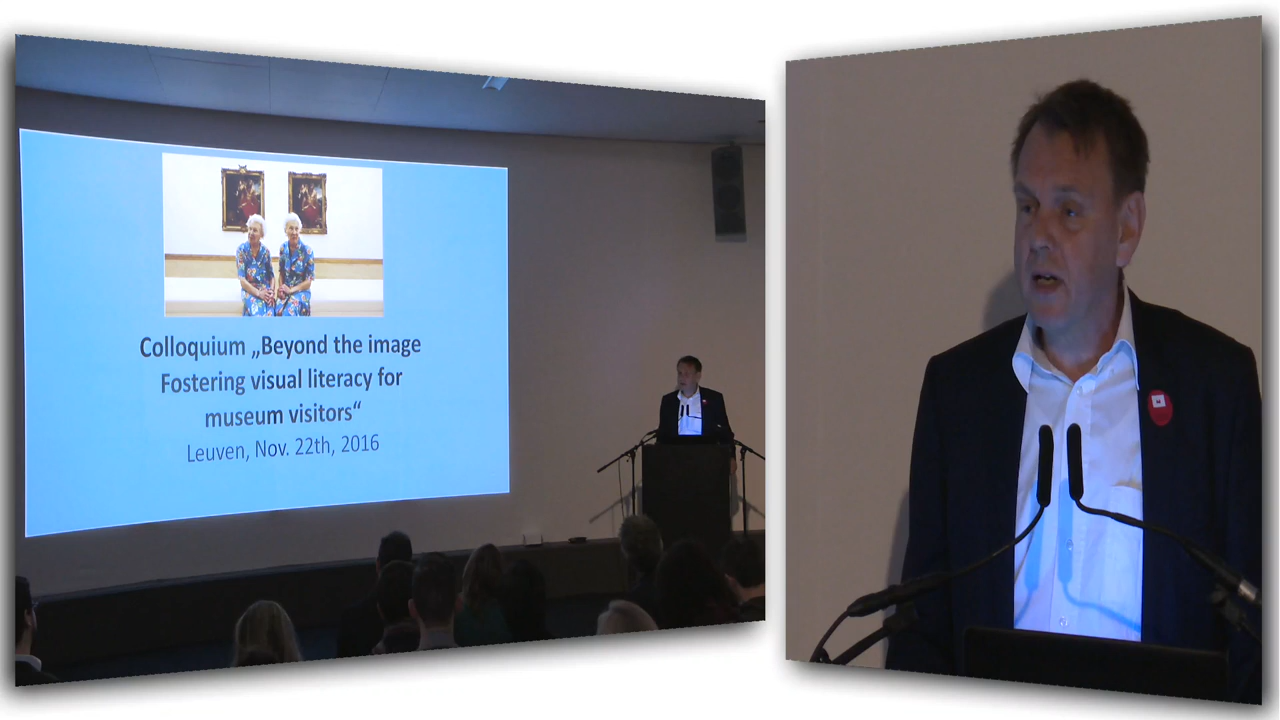 Colloquium „Beyond the image
Fostering visual literacy for
museum visitors“
Leuven, Nov. 22th, 2016